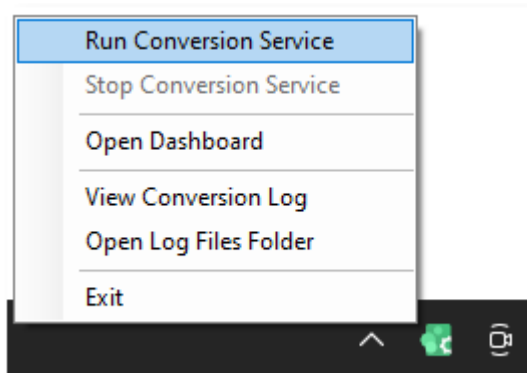 Run Conversion Service
Stop Conversion Service
Open Dashboard
View Conversion Log
Open Log Files Folder
Exit